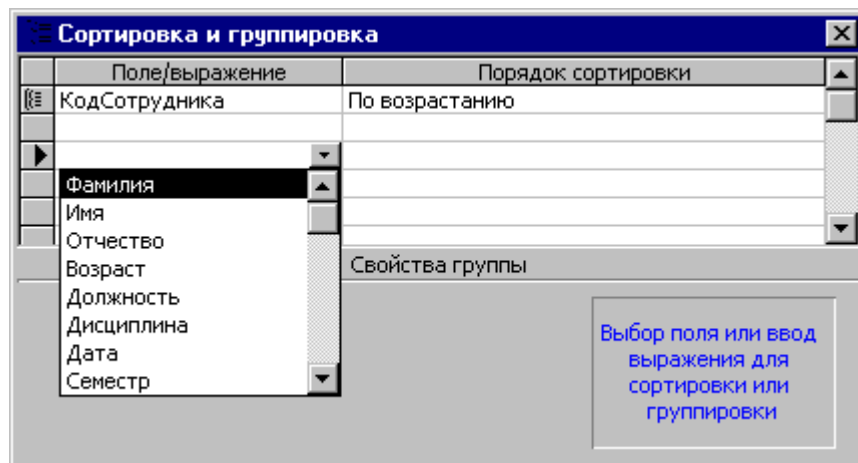 Сортировка и группировка
Поле/выражение Порядок сортировки
КодСотрудника По возрастанию
Фамилия
Имя
Отчество
Возраст
Должность
Дисциплина
Дата
Семестр
Свойства группы
Выбор поля или ввод
выражения для
сортировки или
группировки